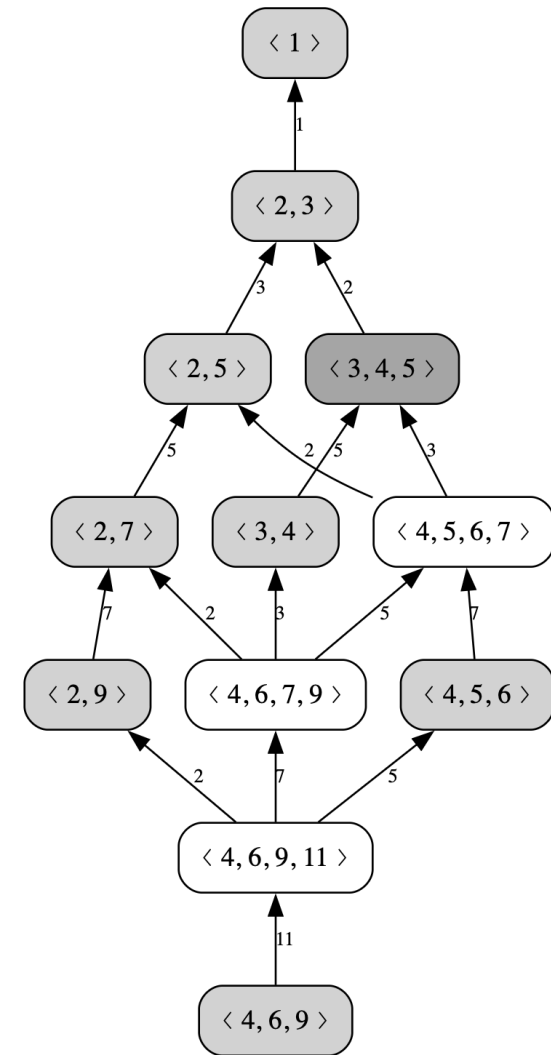 ⟨ 1 ⟩
1
⟨ 2, 3 ⟩
3
2
⟨ 2, 5 ⟩
⟨ 3, 4, 5 ⟩
5
2
5
3
⟨ 2, 7 ⟩
⟨ 3, 4 ⟩
⟨ 4, 5, 6, 7 ⟩
7
2
3
5
7
⟨ 2, 9 ⟩
⟨ 4, 6, 7, 9 ⟩
⟨ 4, 5, 6 ⟩
2
7
5
⟨ 4, 6, 9, 11 ⟩
11
⟨ 4, 6, 9 ⟩